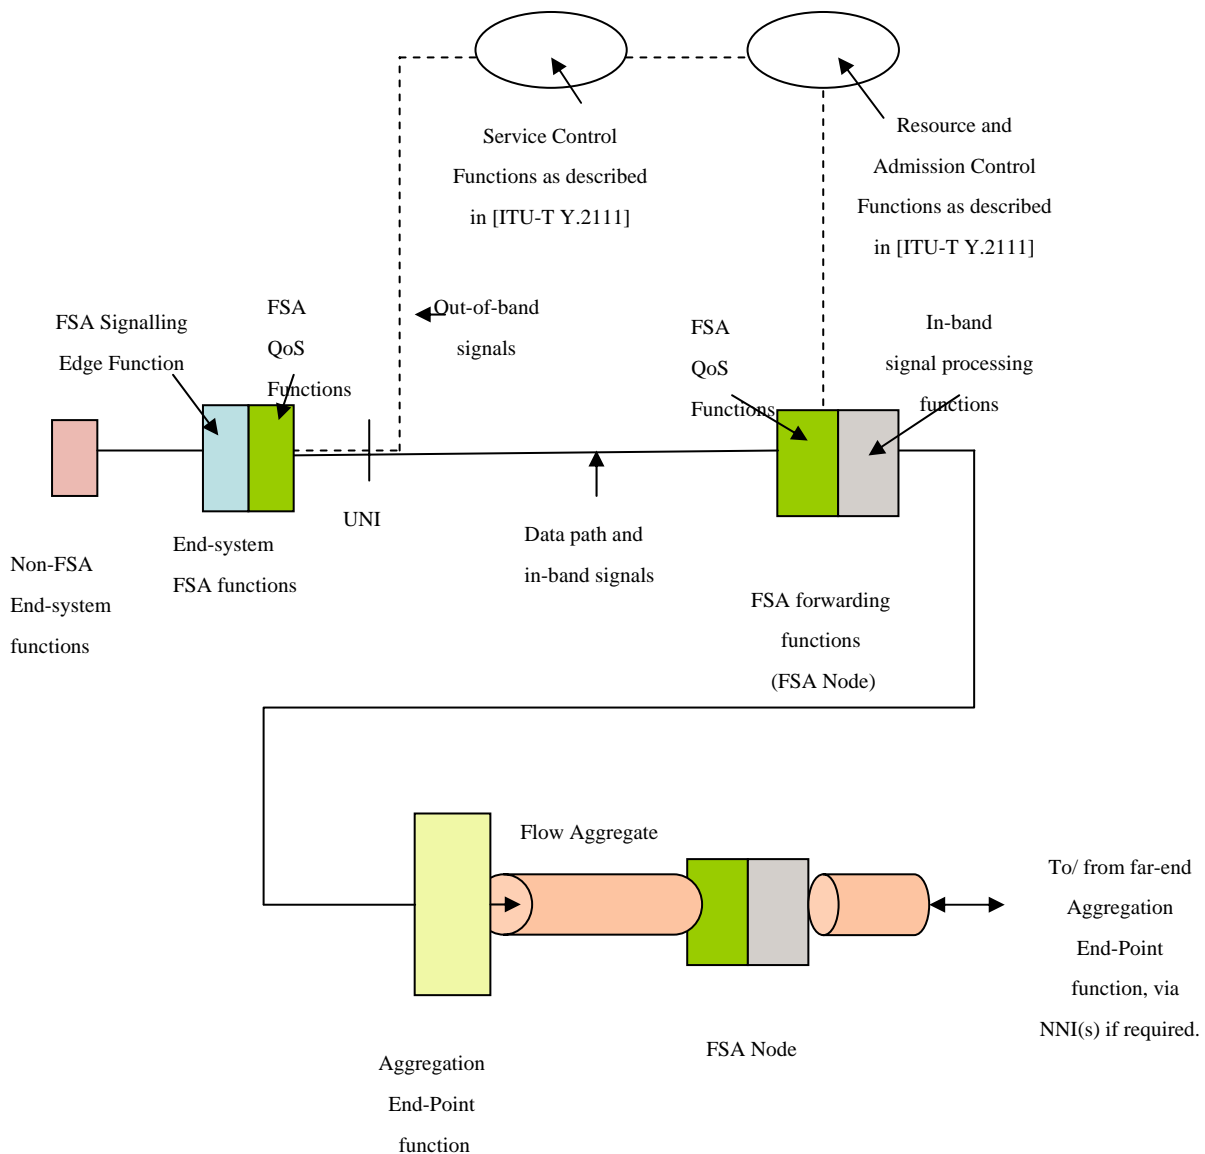 Service Control
Functions as described
in [ITU-T Y.2111]
Resource and
Admission Control
Functions as described
in [ITU-T Y.2111]
FSA Signalling
Edge Function
FSA
QoS
Functions
Out-of-band
signals
FSA
QoS
Functions
In-band
signal processing
functions
UNI
Non-FSA
End-system
functions
End-system
FSA functions
Data path and
in-band signals
FSA forwarding
functions
(FSA Node)
Flow Aggregate
To/ from far-end
Aggregation
End-Point
function, via
NNI(s) if required.
FSA Node
Aggregation
End-Point
function